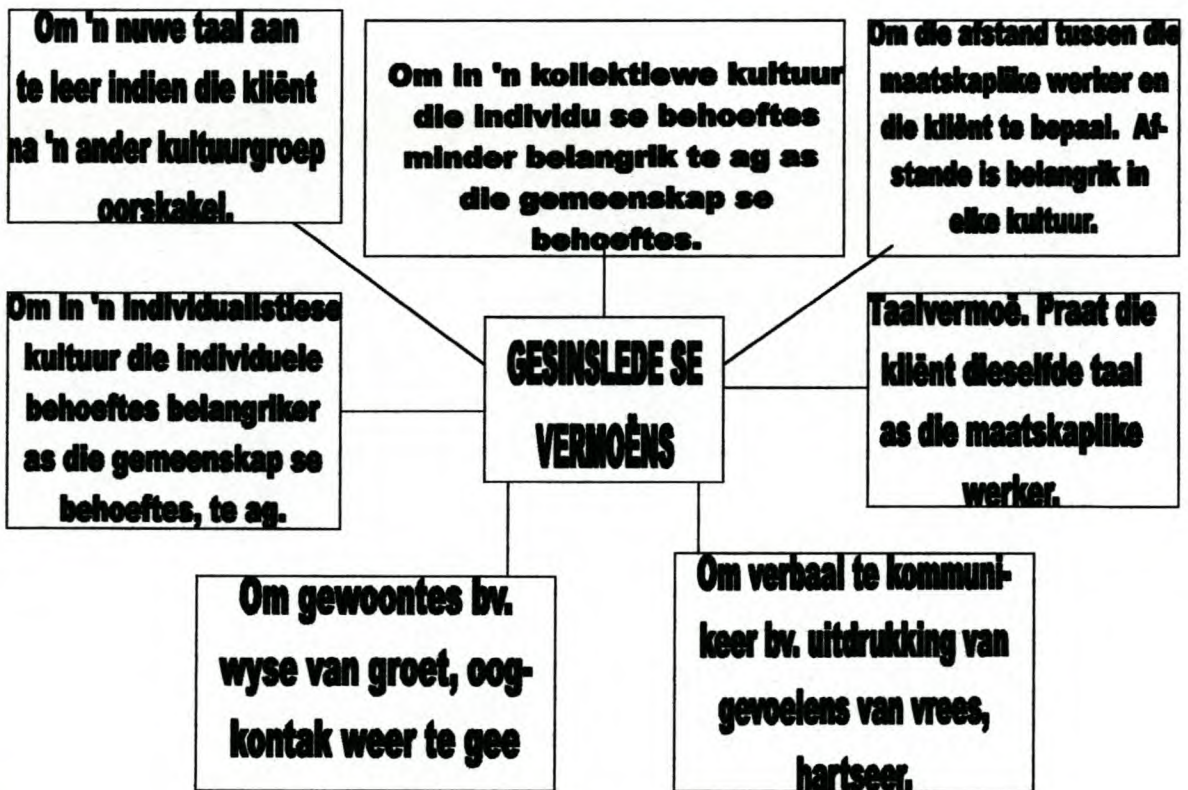 Om 'n nuwe taal aan
te leer indien die kliënt
na 'n ander kultuurgroep
oorskakel.
Om in 'n kollektiewe kultuur
die individu se behoeftes
minder belangrik te ag as
die gemeenskap se
behoeftes.
Om die afstand tussen die
maatskaplike werker en
die kliënt te bepaal. Af-
stande is belangrik in
elke kultuur.
Om in 'n individualistiese
kultuur die individuele
behoeftes belangriker
as die gemeenskap se
behoeftes, te ag.
GESINSLEDE SE
VERMOËNS
Taalvermoë. Praat die
kliënt dieselfde taal
as die maatskaplike
werker.
Om gewoontes bv.
wyse van groet, oog-
kontak weer te gee
Om verbaal te kommuni-
keer bv. uitdrukking van
gevoelens van vrees,
hartseer.